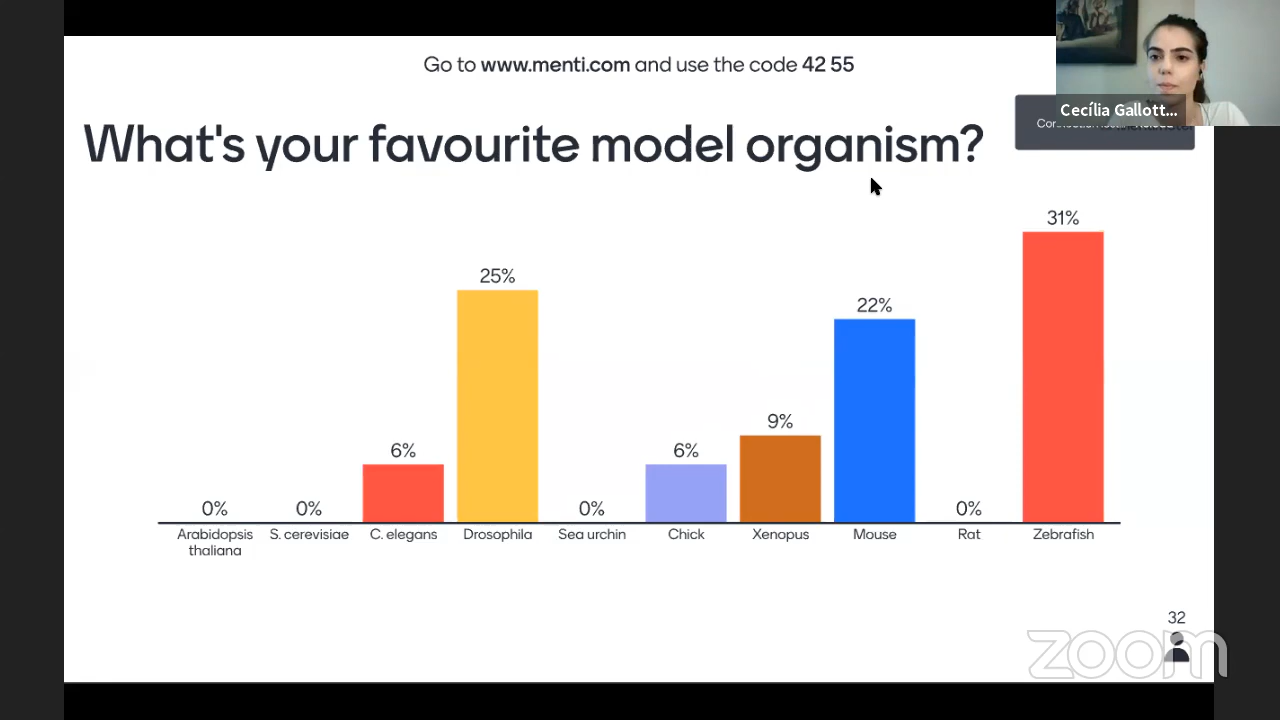 Go to www.menti.com and use the code 42 55
Cecília Gallott...
What's your favourite model organism?
31%
25%
22%
9%
6%
6%
0%
0%
0%
0%
Arabidopsis thaliana
S. cerevisiae
C. elegans
Drosophila
Sea urchin
Chick
Xenopus
Mouse
Rat
Zebrafish
32
zoom